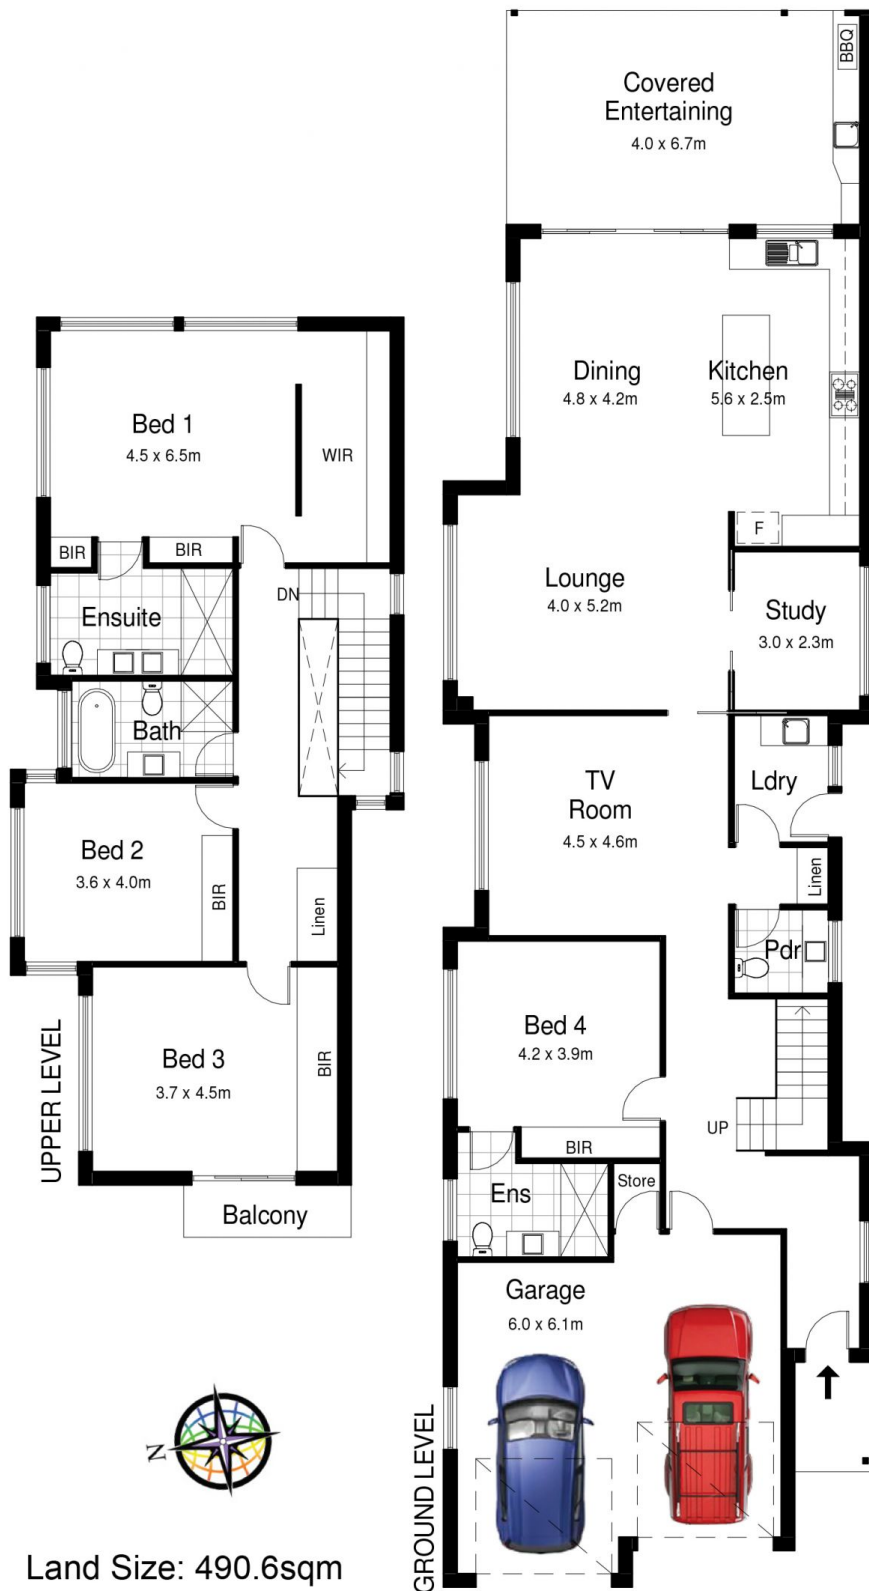 Covered
Entertaining
4.0 x 6.7m
BBQ
Dining
4.8 x 4.2m
Kitchen
5.6 x 2.5m
F
Lounge
4.0 x 5.2m
Study
3.0 x 2.3m
TV
Room
4.5 x 4.6m
Ldry
Linen
Pdr
Bed 4
4.2 x 3.9m
BIR
UP
Ens
Store
Garage
6.0 x 6.1m
GROUND LEVEL
Bed 1
4.5 x 6.5m
WIR
BIR
BIR
Ensuite
DN
Bath
Bed 2
3.6 x 4.0m
BIR
Linen
Bed 3
3.7 x 4.5m
BIR
UPPER LEVEL
Balcony
N
Land Size: 490.6sqm